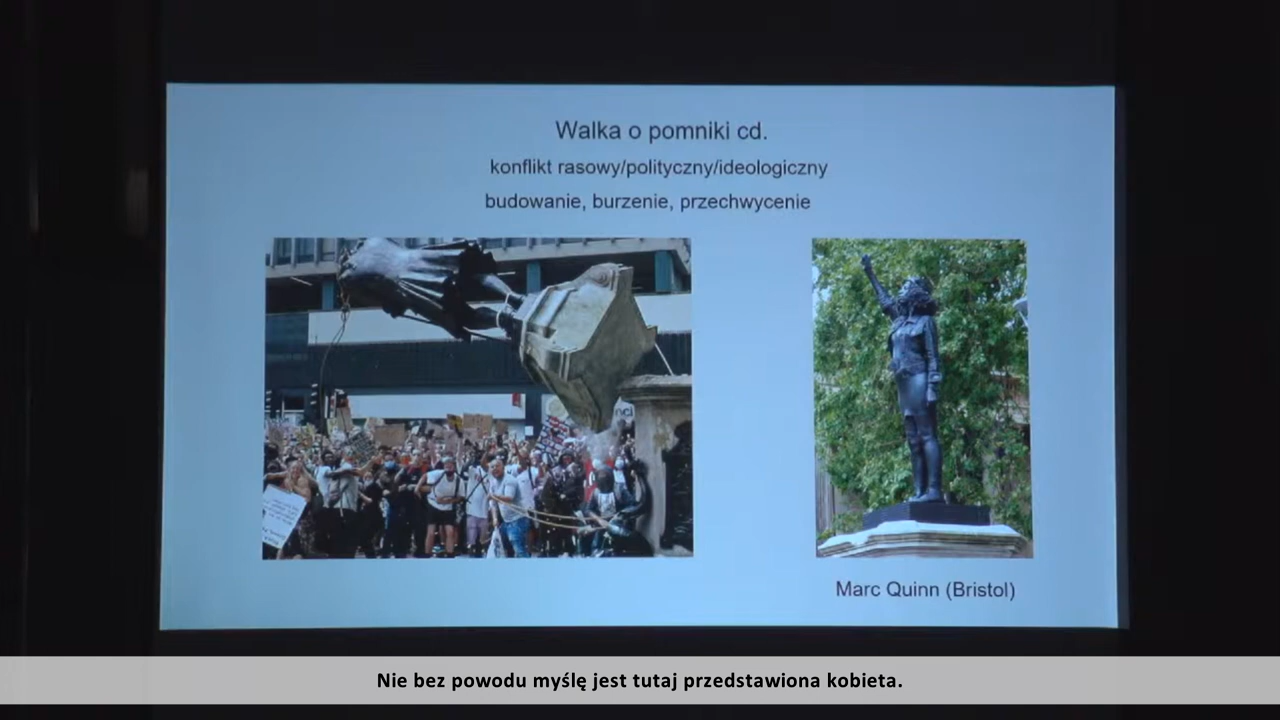 Walka o pomniki cd.
konflikt rasowy/polityczny/ideologiczny
budowanie, burzenie, przechwycenie
Marc Quinn (Bristol)
Nie bez powodu myślę jest tutaj przedstawiona kobieta.